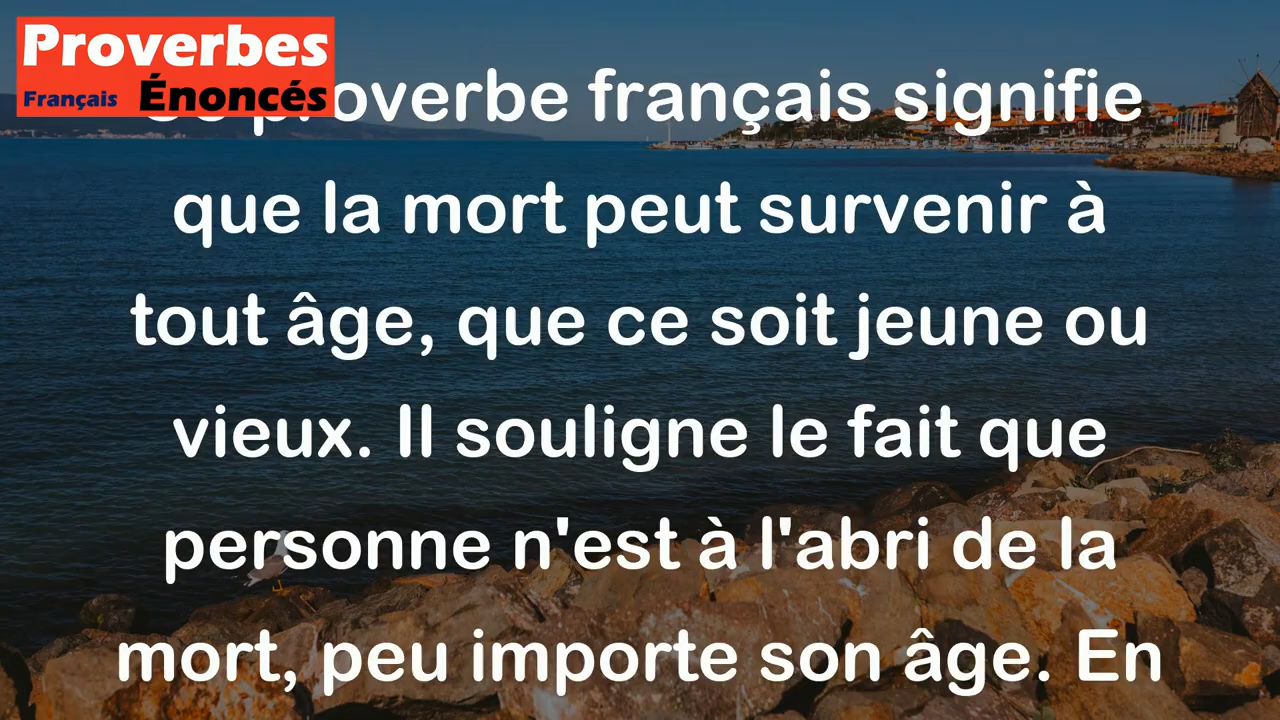 Proverbes
Français Énoncés
proverbe français signifie
que la mort peut survenir à
tout âge, que ce soit jeune ou
vieux. Il souligne le fait que
personne n'est à l'abri de la
mort, peu importe son âge. En